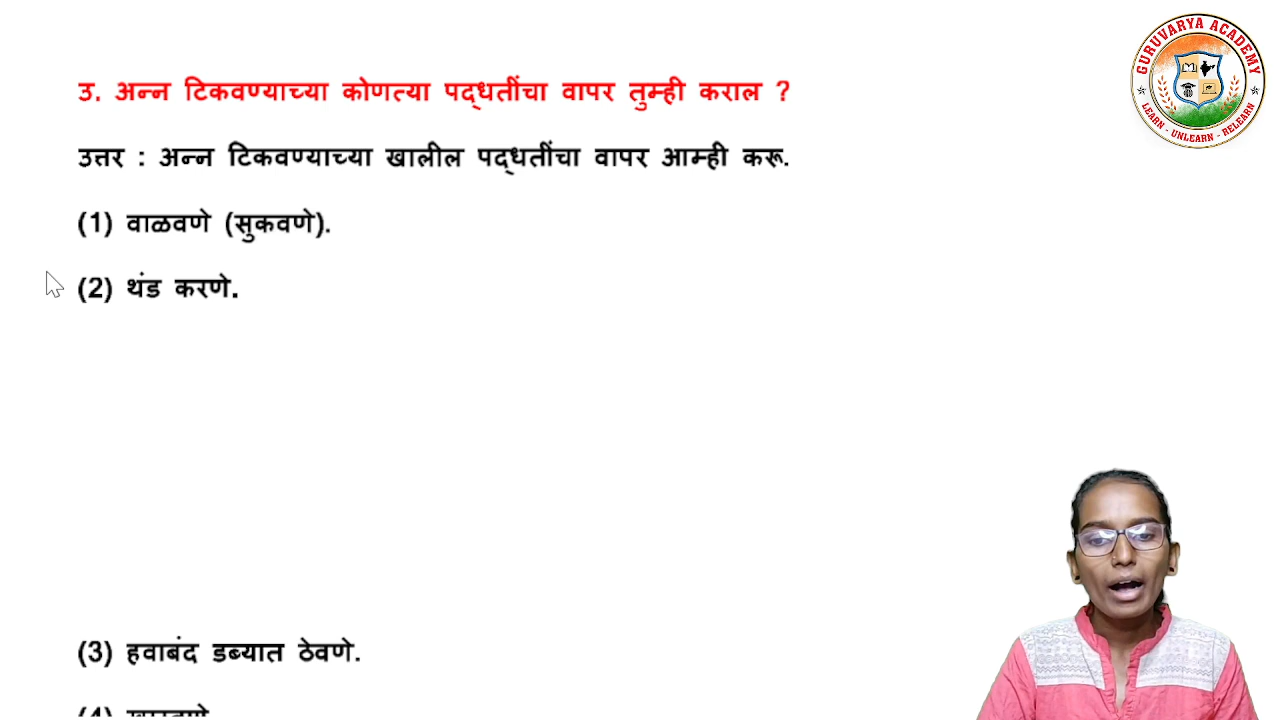 GURUVARYA ACADEMY
LEARN - UNLEARN - RELEARN
उ. अन्न टिकवण्याच्या कोणत्या पद्धतींचा वापर तुम्ही कराल ?
उत्तर : अन्न टिकवण्याच्या खालील पद्धतींचा वापर आम्ही करू.
(1) वाळवणे (सुकवणे).
(2) थंड करणे.
(3) हवाबंद डब्यात ठेवणे.
(4)